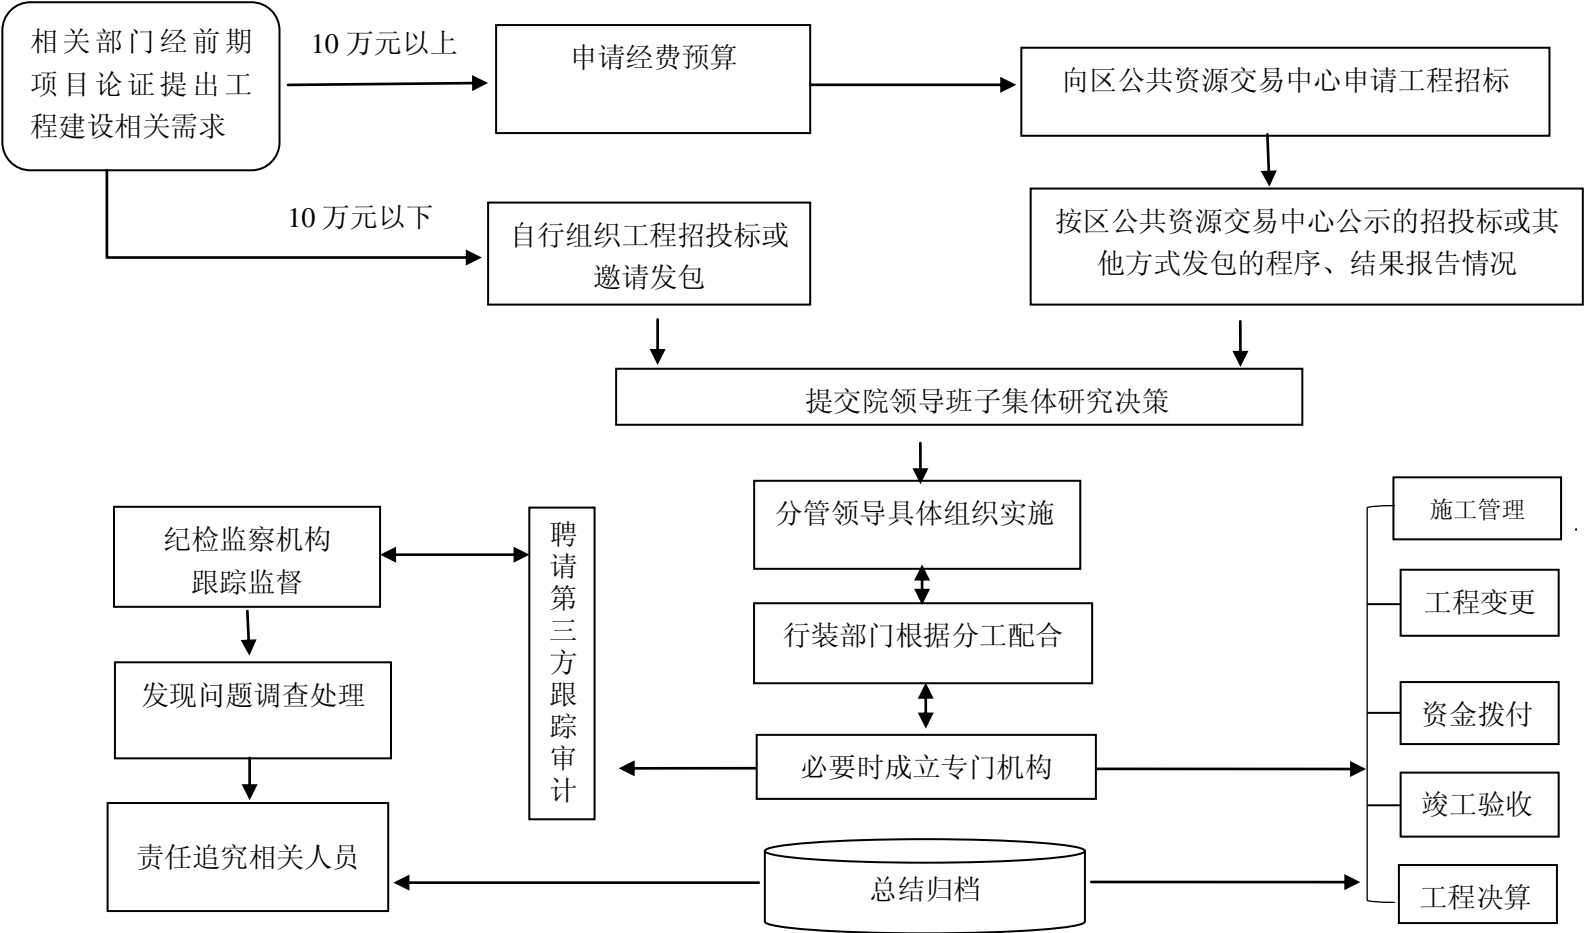 相关部门经前期
项目论证提出工
程建设相关需求
10 万元以上
申请经费预算
向区公共资源交易中心申请工程招标
10 万元以下
自行组织工程招投标或
邀请发包
按区公共资源交易中心公示的招投标或其
他方式发包的程序、结果报告情况
提交院领导班子集体研究决策
分管领导具体组织实施
行装部门根据分工配合
必要时成立专门机构
聘请第三方跟踪审计
纪检监察机构
跟踪监督
发现问题调查处理
责任追究相关人员
总结归档
施工管理
工程变更
资金拨付
竣工验收
工程决算